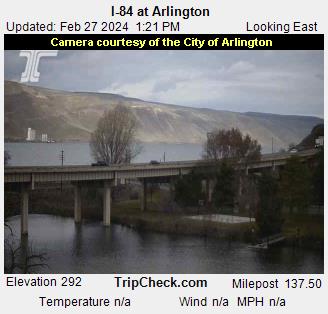 I-84 at Arlington
Updated: Feb 27 2024 1:21 PM Looking East
Camera courtesy of the City of Arlington
Elevation 292 TripCheck.com Milepost 137.50
Temperature n/a Wind n/a MPH n/a